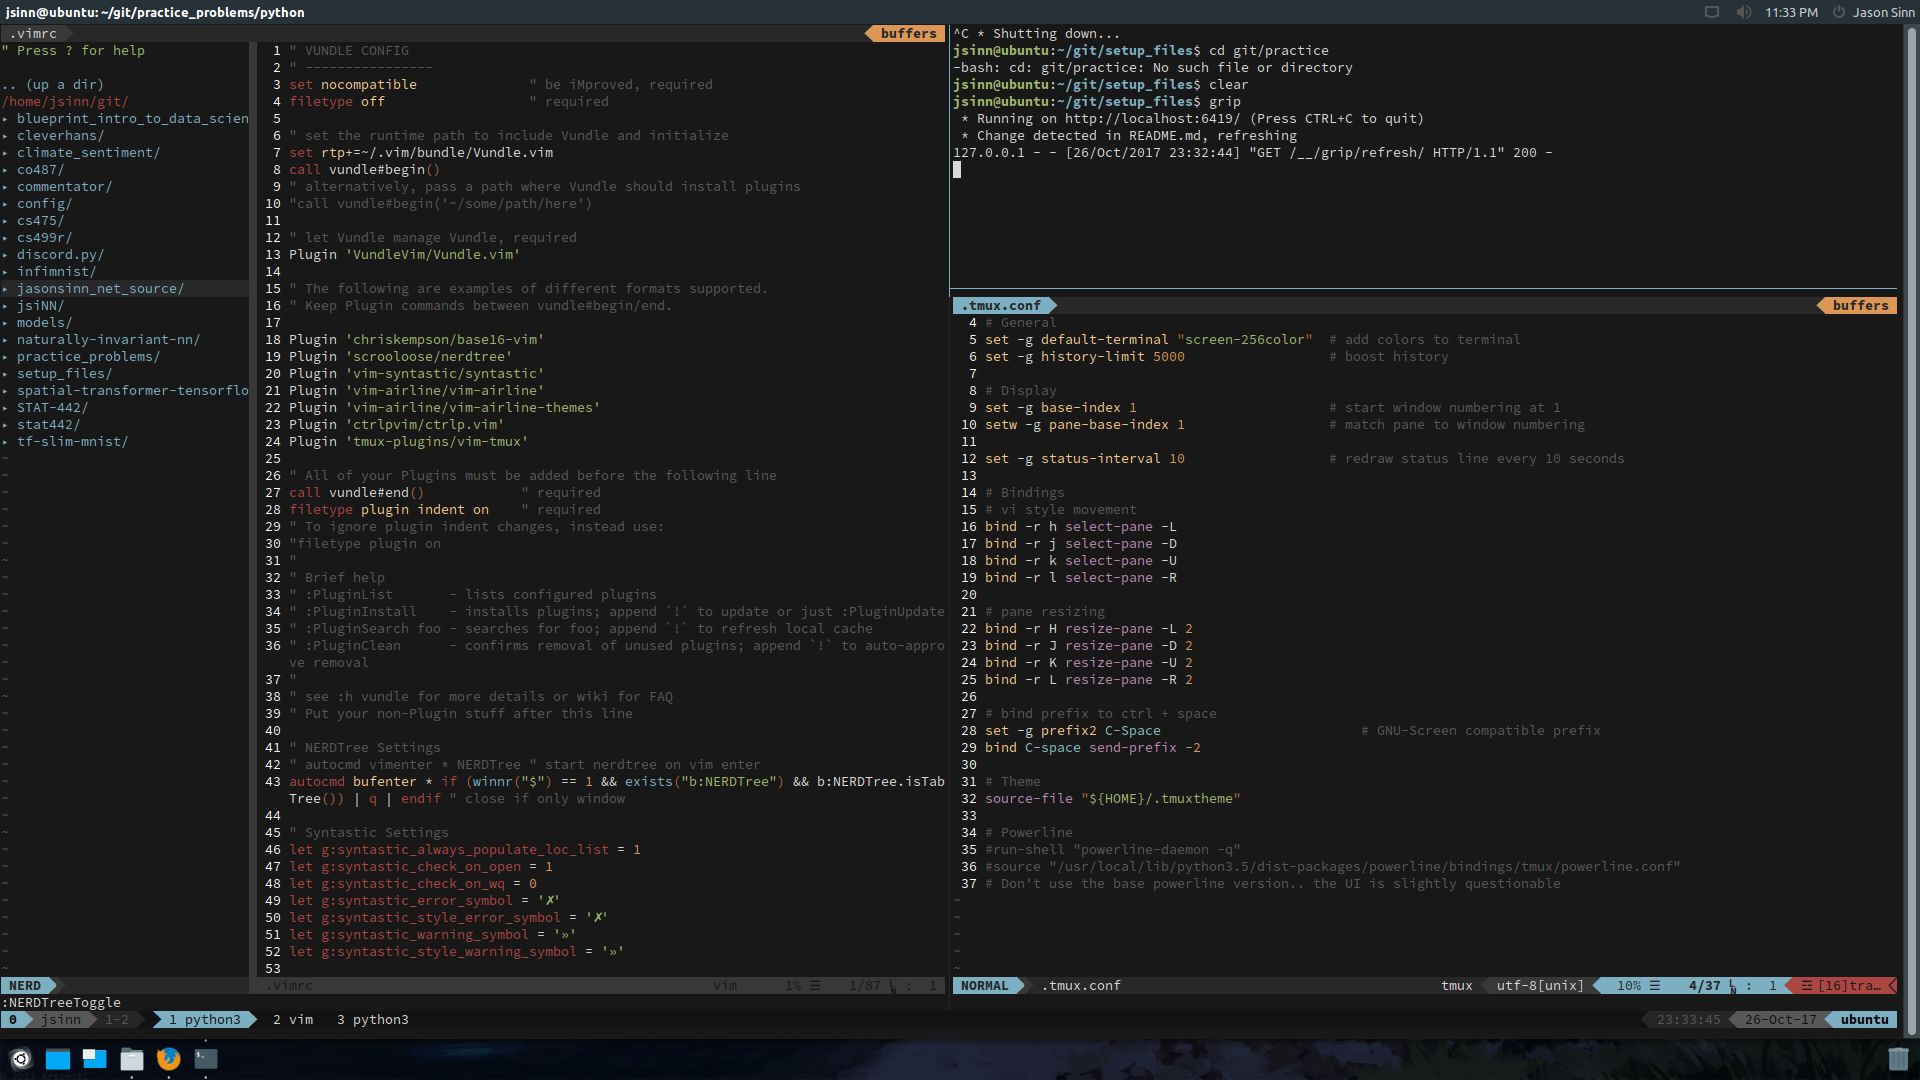 jsinn@ubuntu: ~/git/practice_problems/python
11:33 PM
Jason Sinn
.vimrc
buffers
" Press ? for help
.. (up a dir)
/home/jsinn/git/
▸ blueprint_intro_to_data_scien
▸ cleverhans/
▸ climate_sentiment/
▸ co487/
▸ commentator/
▸ config/
▸ cs475/
▸ cs499r/
▸ discord.py/
▸ infimnist/
▸ jasonsinn_net_source/
▸ jsiNN/
▸ models/
▸ naturally-invariant-nn/
▸ practice_problems/
▸ setup_files/
▸ spatial-transformer-tensorflo
▸ STAT-442/
▸ stat442/
▸ tf-slim-mnist/
1 " VUNDLE CONFIG
2 " ----------------
3 set nocompatible              " be iMproved, required
4 filetype off                  " required
5
6 " set the runtime path to include Vundle and initialize
7 set rtp+=~/.vim/bundle/Vundle.vim
8 call vundle#begin()
9 " alternatively, pass a path where Vundle should install plugins
10 "call vundle#begin('~/some/path/here')
11
12 " let Vundle manage Vundle, required
13 Plugin 'VundleVim/Vundle.vim'
14
15 " The following are examples of different formats supported.
16 " Keep Plugin commands between vundle#begin/end.
17
18 Plugin 'chriskempson/base16-vim'
19 Plugin 'scrooloose/nerdtree'
20 Plugin 'vim-syntastic/syntastic'
21 Plugin 'vim-airline/vim-airline'
22 Plugin 'vim-airline/vim-airline-themes'
23 Plugin 'ctrlpvim/ctrlp.vim'
24 Plugin 'tmux-plugins/vim-tmux'
25
26 " All of your Plugins must be added before the following line
27 call vundle#end()            " required
28 filetype plugin indent on    " required
29 " To ignore plugin indent changes, instead use:
30 "filetype plugin on
31 "
32 " Brief help
33 " :PluginList       - lists configured plugins
34 " :PluginInstall    - installs plugins; append `!` to update or just :PluginUpdate
35 " :PluginSearch foo - searches for foo; append `!` to refresh local cache
36 " :PluginClean      - confirms removal of unused plugins; append `!` to auto-appro
ve removal
37 "
38 " see :h vundle for more details or wiki for FAQ
39 " Put your non-Plugin stuff after this line
40
41 " NERDTree Settings
42 " autocmd vimenter * NERDTree " start nerdtree on vim enter
43 autocmd bufenter * if (winnr("$") == 1 && exists("b:NERDTree") && b:NERDTree.isTab
Tree()) | q | endif " close if only window
44
45 " Syntastic Settings
46 let g:syntastic_always_populate_loc_list = 1
47 let g:syntastic_check_on_open = 1
48 let g:syntastic_check_on_wq = 0
49 let g:syntastic_error_symbol = '✗'
50 let g:syntastic_style_error_symbol = '✗'
51 let g:syntastic_warning_symbol = '»'
52 let g:syntastic_style_warning_symbol = '»'
53
NERD
.vimrc vim 1% ☰ 1/87 : 1
:NERDTreeToggle
^C * Shutting down...
jsinn@ubuntu:~/git/setup_files$ cd git/practice
-bash: cd: git/practice: No such file or directory
jsinn@ubuntu:~/git/setup_files$ clear
jsinn@ubuntu:~/git/setup_files$ grip
 * Running on http://localhost:6419/ (Press CTRL+C to quit)
 * Change detected in README.md, refreshing
127.0.0.1 - - [26/Oct/2017 23:32:44] "GET /__/grip/refresh/ HTTP/1.1" 200 -
.tmux.conf
buffers
4 # General
5 set -g default-terminal "screen-256color"  # add colors to terminal
6 set -g history-limit 5000                  # boost history
7
8 # Display
9 set -g base-index 1                        # start window numbering at 1
10 setw -g pane-base-index 1                  # match pane to window numbering
11
12 set -g status-interval 10                  # redraw status line every 10 seconds
13
14 # Bindings
15 # vi style movement
16 bind -r h select-pane -L
17 bind -r j select-pane -D
18 bind -r k select-pane -U
19 bind -r l select-pane -R
20
21 # pane resizing
22 bind -r H resize-pane -L 2
23 bind -r J resize-pane -D 2
24 bind -r K resize-pane -U 2
25 bind -r L resize-pane -R 2
26
27 # bind prefix to ctrl + space
28 set -g prefix2 C-Space                         # GNU-Screen compatible prefix
29 bind C-space send-prefix -2
30
31 # Theme
32 source-file "${HOME}/.tmuxtheme"
33
34 # Powerline
35 #run-shell "powerline-daemon -q"
36 #source "/usr/local/lib/python3.5/dist-packages/powerline/bindings/tmux/powerline.conf"
37 # Don't use the base powerline version.. the UI is slightly questionable
NORMAL .tmux.conf tmux utf-8[unix] 10% ☰ 4/37 : 1 ☲ [16]tra…
0 jsinn 1-2 1 python3 2 vim 3 python3 23:33:45 26-Oct-17 ubuntu